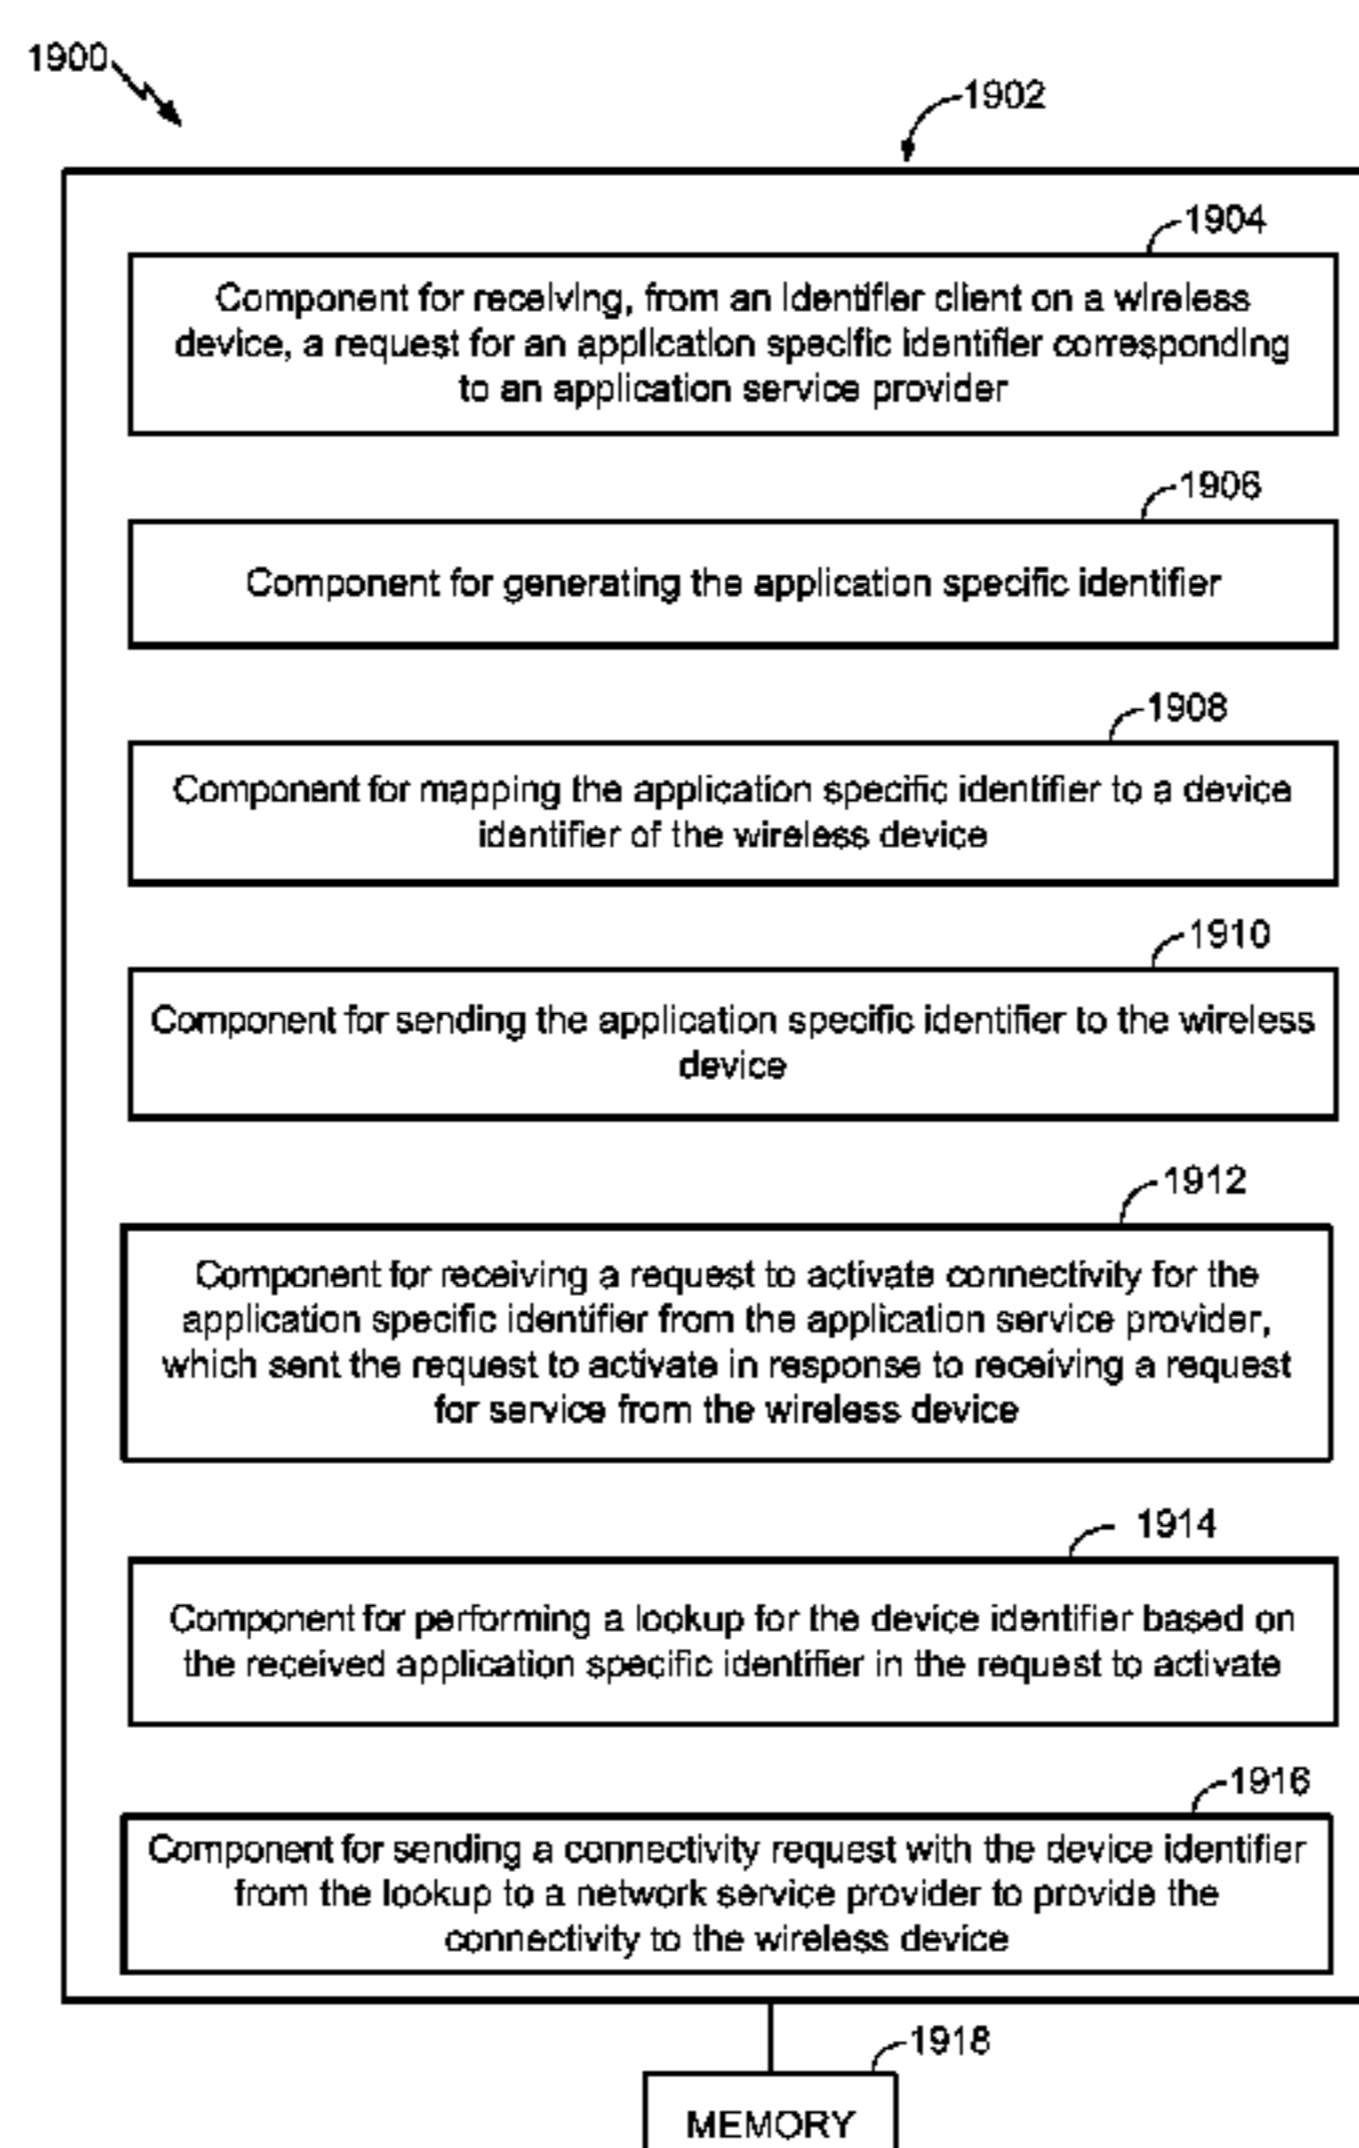 1900
1902
1904
Component for receiving, from an identifier client on a wireless
device, a request for an application specific identifier corresponding
to an application service provider
1906
Component for generating the application specific identifier
1908
Component for mapping the application specific identifier to a device
identifier of the wireless device
1910
Component for sending the application specific identifier to the wireless
device
1912
Component for receiving a request to activate connectivity for the
application specific identifier from the application service provider,
which sent the request to activate in response to receiving a request
for service from the wireless device
1914
Component for performing a lookup for the device identifier based on
the received application specific identifier in the request to activate
1916
Component for sending a connectivity request with the device identifier
from the lookup to a network service provider to provide the
connectivity to the wireless device
1918
MEMORY